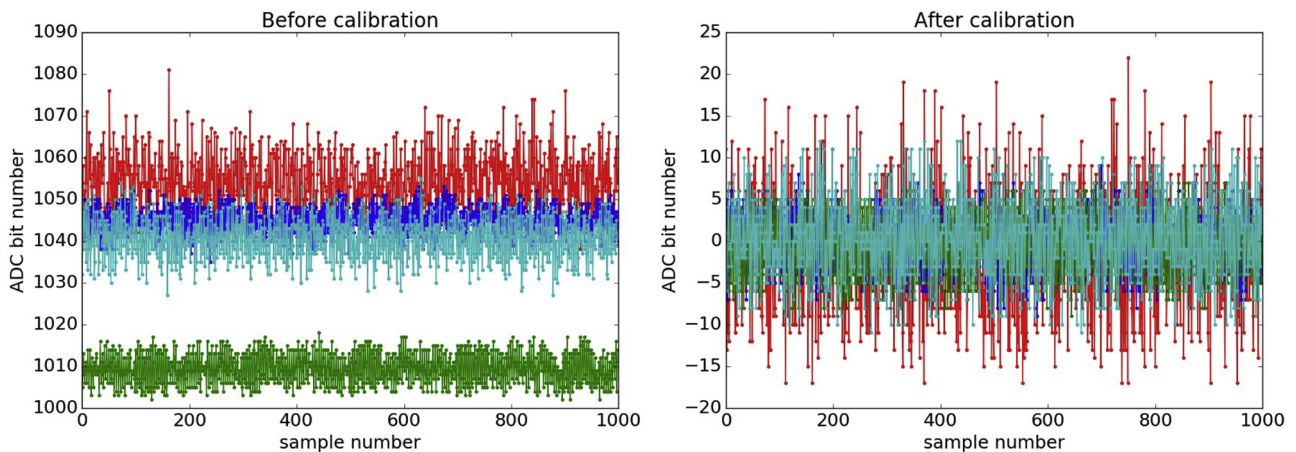 Before calibration
ADC bit number
1090
1080
1070
1060
1050
1040
1030
1020
1010
1000
0 200 400 600 800 1000
sample number
After calibration
ADC bit number
25
20
15
10
5
0
−5
−10
−15
−20
0 200 400 600 800 1000
sample number